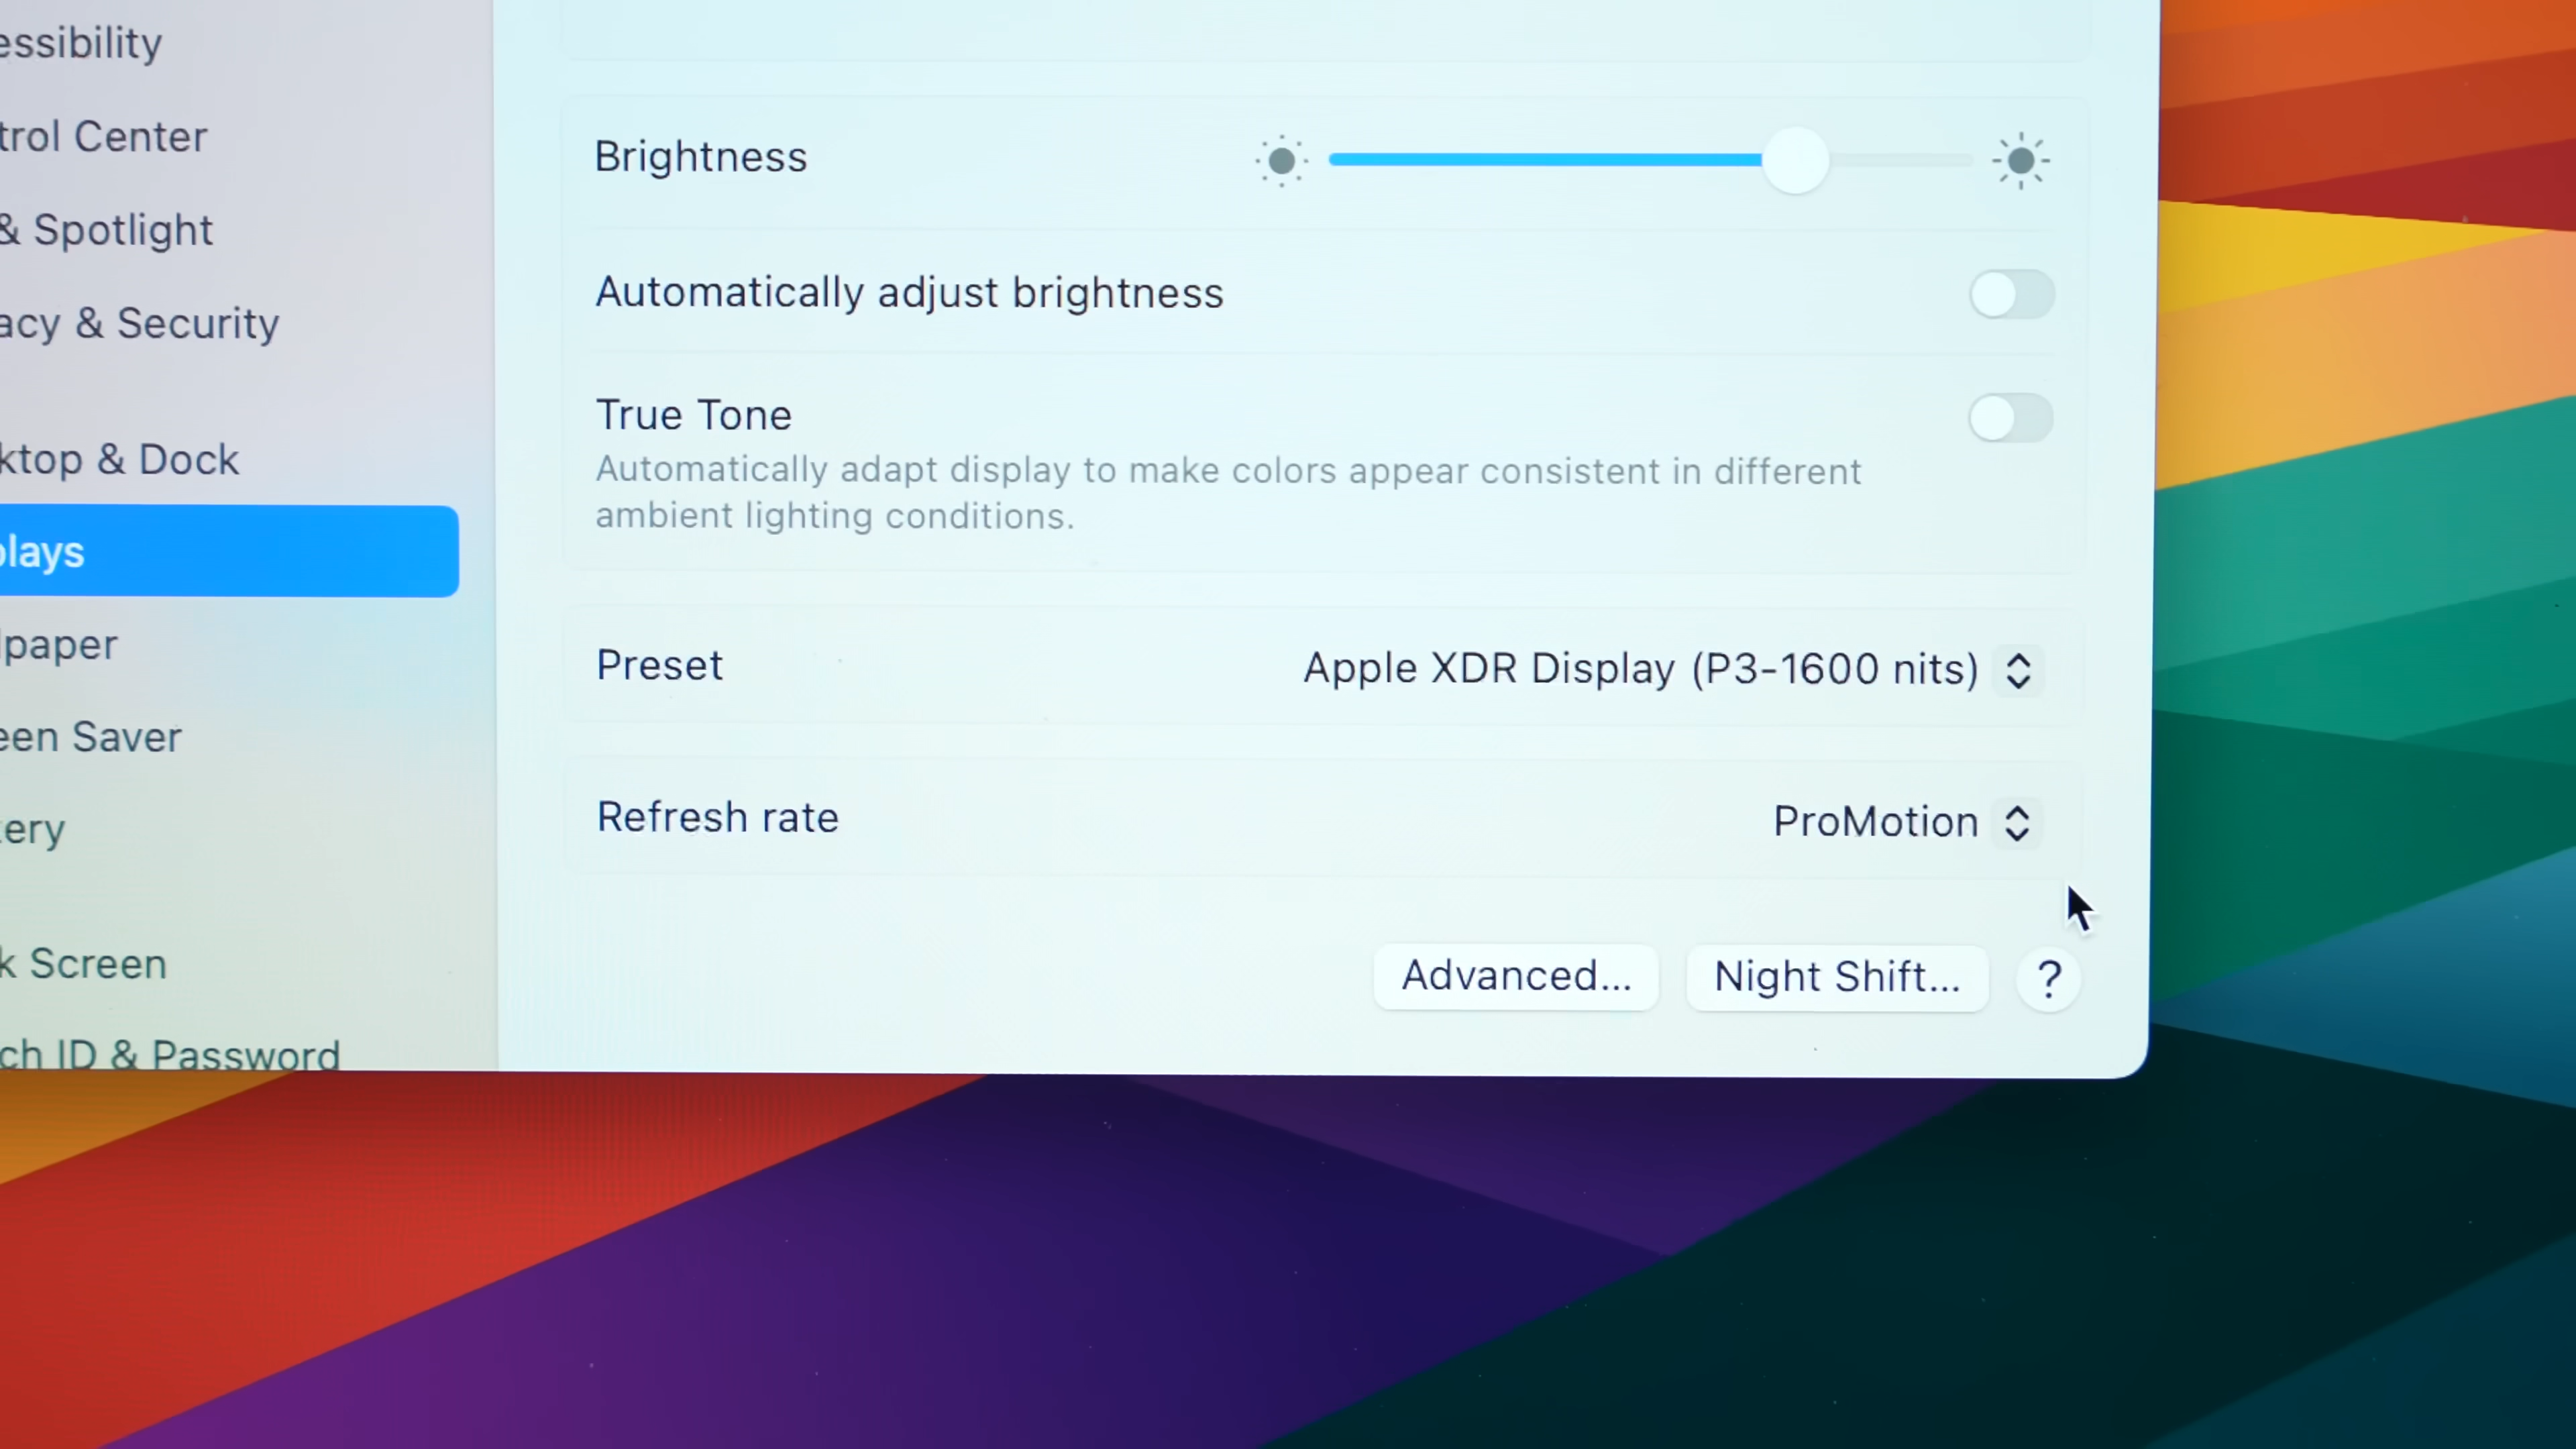 essibility
trol Center
& Spotlight
acy & Security
ktop & Dock
plays
lpaper
een Saver
tery
k Screen
ch ID & Password
Brightness
Automatically adjust brightness
True Tone
Automatically adapt display to make colors appear consistent in different
ambient lighting conditions.
Preset
Apple XDR Display (P3-1600 nits)
Refresh rate
ProMotion
Advanced...
Night Shift...
?